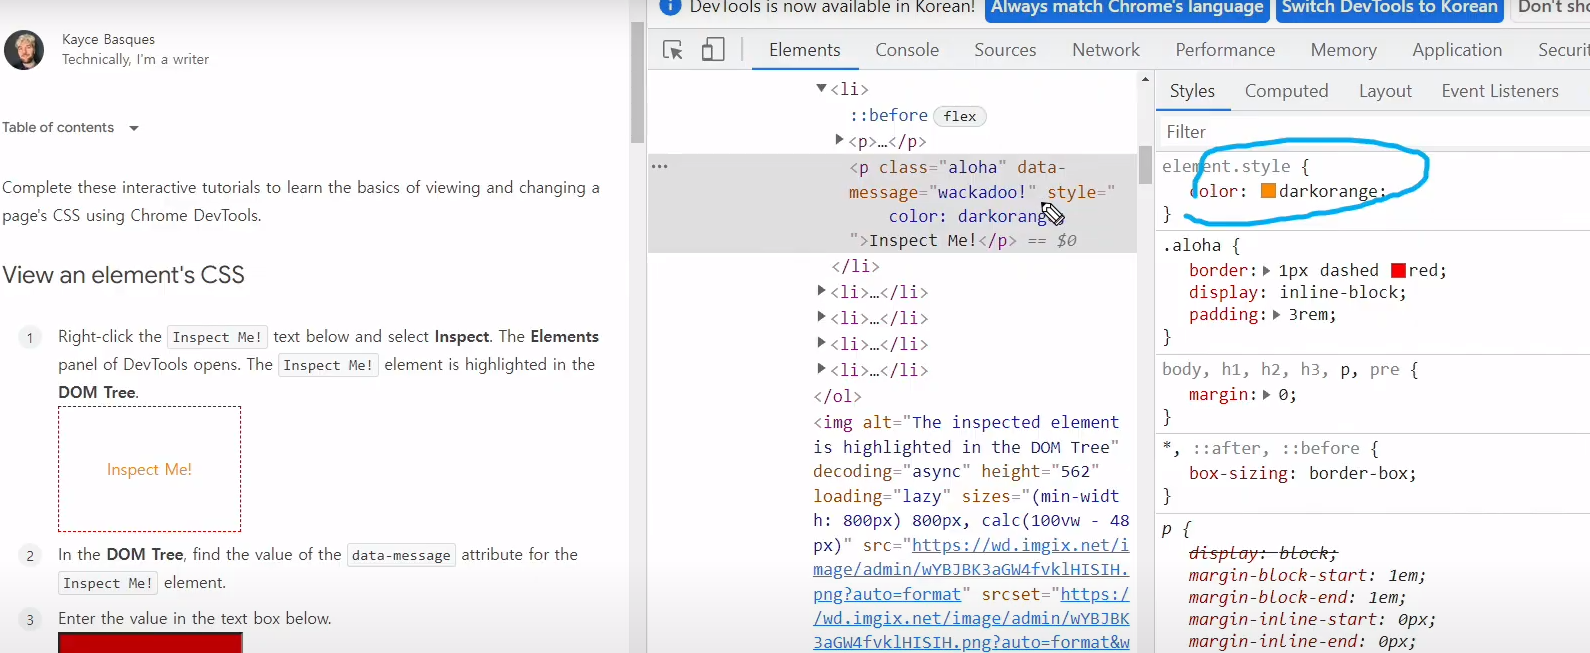 DevTools is now available in Korean!
Always match Chrome's language
Switch DevTools to Korean
Don't
Elements
Console
Sources
Network
Performance
Memory
Application
Kayce Basques
Technically, I'm a writer
Table of contents
Complete these interactive tutorials to learn the basics of viewing and changing a
page's CSS using Chrome DevTools.
View an element's CSS
1 Right-click the Inspect Me! text below and select Inspect. The Elements
panel of DevTools opens. The Inspect Me! element is highlighted in the
DOM Tree.
Inspect Me!
2 In the DOM Tree, find the value of the data-message attribute for the
Inspect Me! element.
3 Enter the value in the text box below.
<li>
::before flex
<p>…</p>
<p class="aloha" data-
message="wackadoo!" style="
color: darkorang
">Inspect Me!</p> == $0
</li>
<li>…</li>
<li>…</li>
<li>…</li>
<li>…</li>
</ol>
<img alt="The inspected element
is highlighted in the DOM Tree"
decoding="async" height="562"
loading="lazy" sizes="(min-widt
h: 800px) 800px, calc(100vw - 48
px)" src="https://wd.imgix.net/i
mage/admin/wYBJBK3aGW4fvklHISIH.
png?auto=format" srcset="https:/
/wd.imgix.net/image/admin/wYBJBK
3aGW4fvklHISIH.png?auto=format&w
Styles
Computed
Layout
Event Listeners
Filter
element.style {
color: darkorange;
}
.aloha {
border: 1px dashed red;
display: inline-block;
padding: 3rem;
}
body, h1, h2, h3, p, pre {
margin: 0;
}
*, ::after, ::before {
box-sizing: border-box;
}
p {
display: block;
margin-block-start: 1em;
margin-block-end: 1em;
margin-inline-start: 0px;
margin-inline-end: 0px;